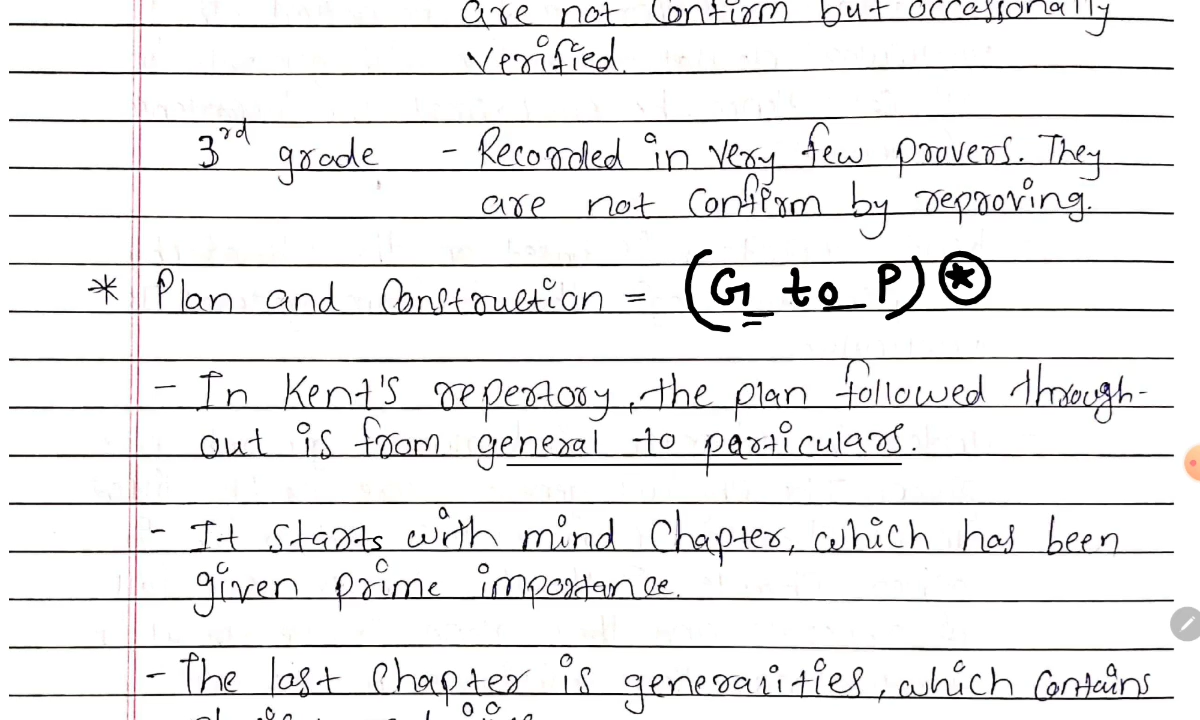 are not Confirm but occassionally
verified.
3rd grade - Recorded in very few provers. They
are not Confirm by reproving.
* Plan and Construction = (G to P) *
- In Kent's repertory, the plan followed through-
out is from general to particulars.
- It starts with mind Chapter, which has been
given prime importance.
- The last Chapter is generalities, which Contains